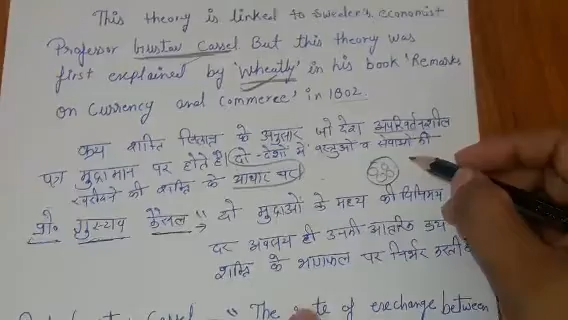 This theory is linked to Sweden's economist
Professor Gustav Cassel But this theory was
first explained by 'Wheatly' in his book 'Remarks
on Currency and Commerce' in 1802.
क्रय शक्ति सिद्धान्त के अनुसार जो देश अपरिवर्तनशील
पत्र मुद्रामान पर होते हैं। दो देशों में वस्तुओं व सेवाओं की
खरीदने की शक्ति के आधार पर
प्रो० गुस्टाव कैसल " दो मुद्राओं के मध्य की विनिमय
दर अवश्य ही उनकी आंतरिक क्रय
शक्ति के भागफल पर निर्भर करती है
Cassel " The rate of exchange between